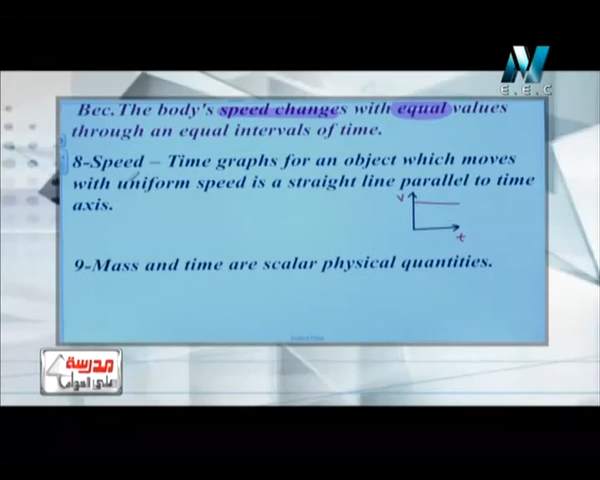 E.E.C
Bec. The body's speed changes with equal values
through an equal intervals of time.
8-Speed – Time graphs for an object which moves
with uniform speed is a straight line parallel to time
axis.
v
t
9-Mass and time are scalar physical quantities.
مدرسة
على الهواء